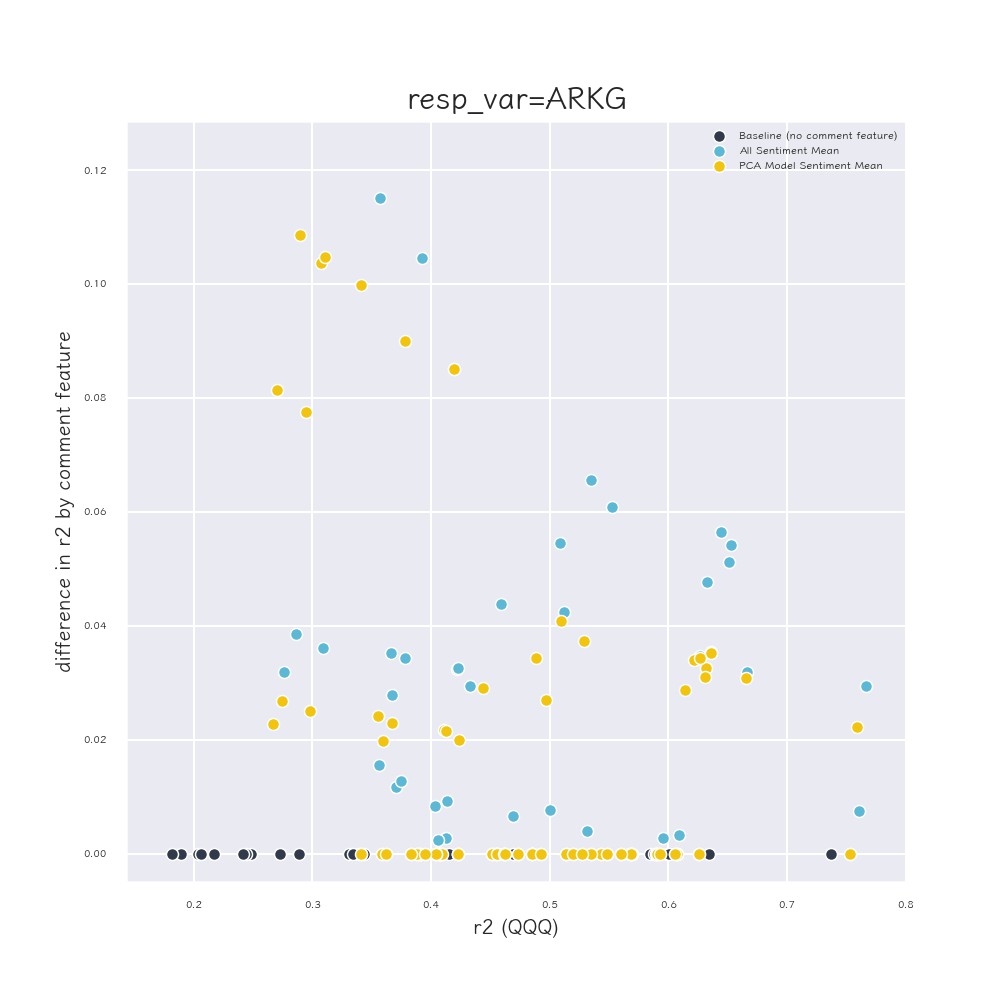 resp_var=ARKG
Baseline (no comment feature)
All Sentiment Mean
PCA Model Sentiment Mean
0.12
0.10
0.08
0.06
0.04
0.02
0.00
difference in r2 by comment feature
0.2 0.3 0.4 0.5 0.6 0.7 0.8
r2 (QQQ)